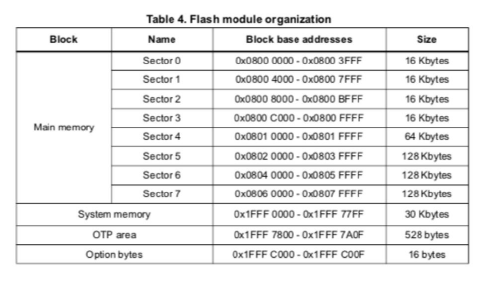 Table 4. Flash module organization
Block Name Block base addresses Size
Main memory
Sector 0 0x0800 0000 - 0x0800 3FFF 16 Kbytes
Sector 1 0x0800 4000 - 0x0800 7FFF 16 Kbytes
Sector 2 0x0800 8000 - 0x0800 BFFF 16 Kbytes
Sector 3 0x0800 C000 - 0x0800 FFFF 16 Kbytes
Sector 4 0x0801 0000 - 0x0801 FFFF 64 Kbytes
Sector 5 0x0802 0000 - 0x0803 FFFF 128 Kbytes
Sector 6 0x0804 0000 - 0x0805 FFFF 128 Kbytes
Sector 7 0x0806 0000 - 0x0807 FFFF 128 Kbytes
System memory 0x1FFF 0000 - 0x1FFF 77FF 30 Kbytes
OTP area 0x1FFF 7800 - 0x1FFF 7A0F 528 bytes
Option bytes 0x1FFF C000 - 0x1FFF C00F 16 bytes